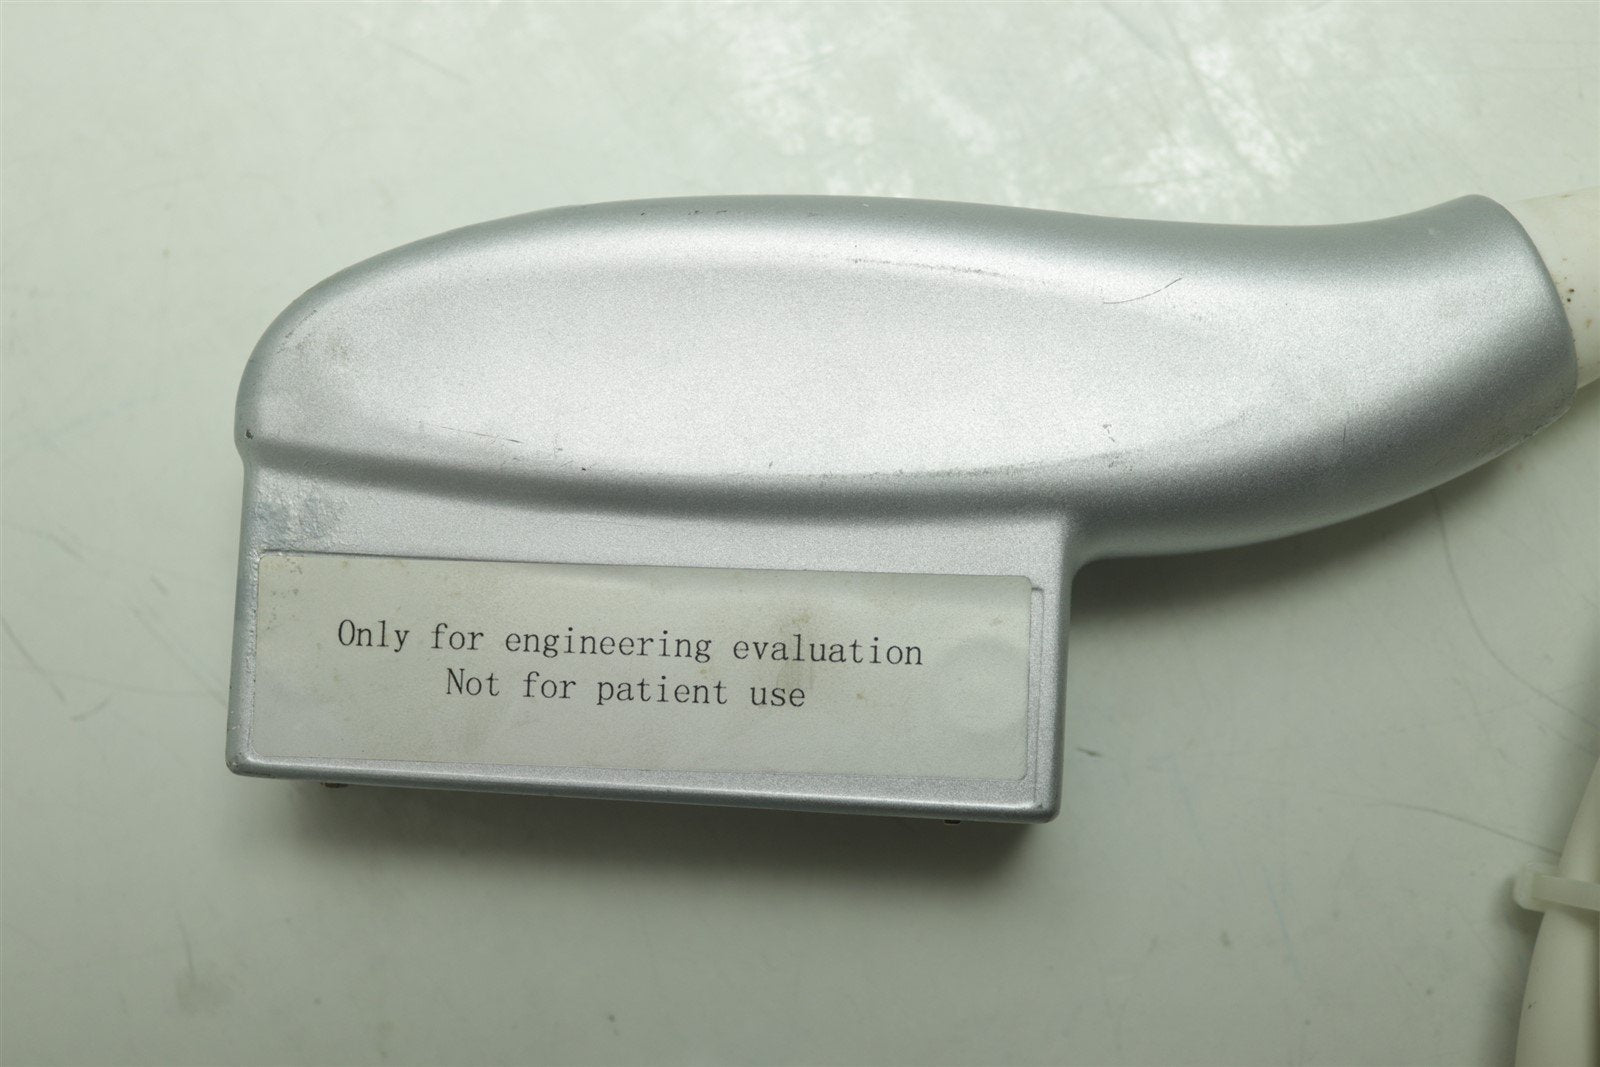 Only for engineering evaluation
Not for patient use